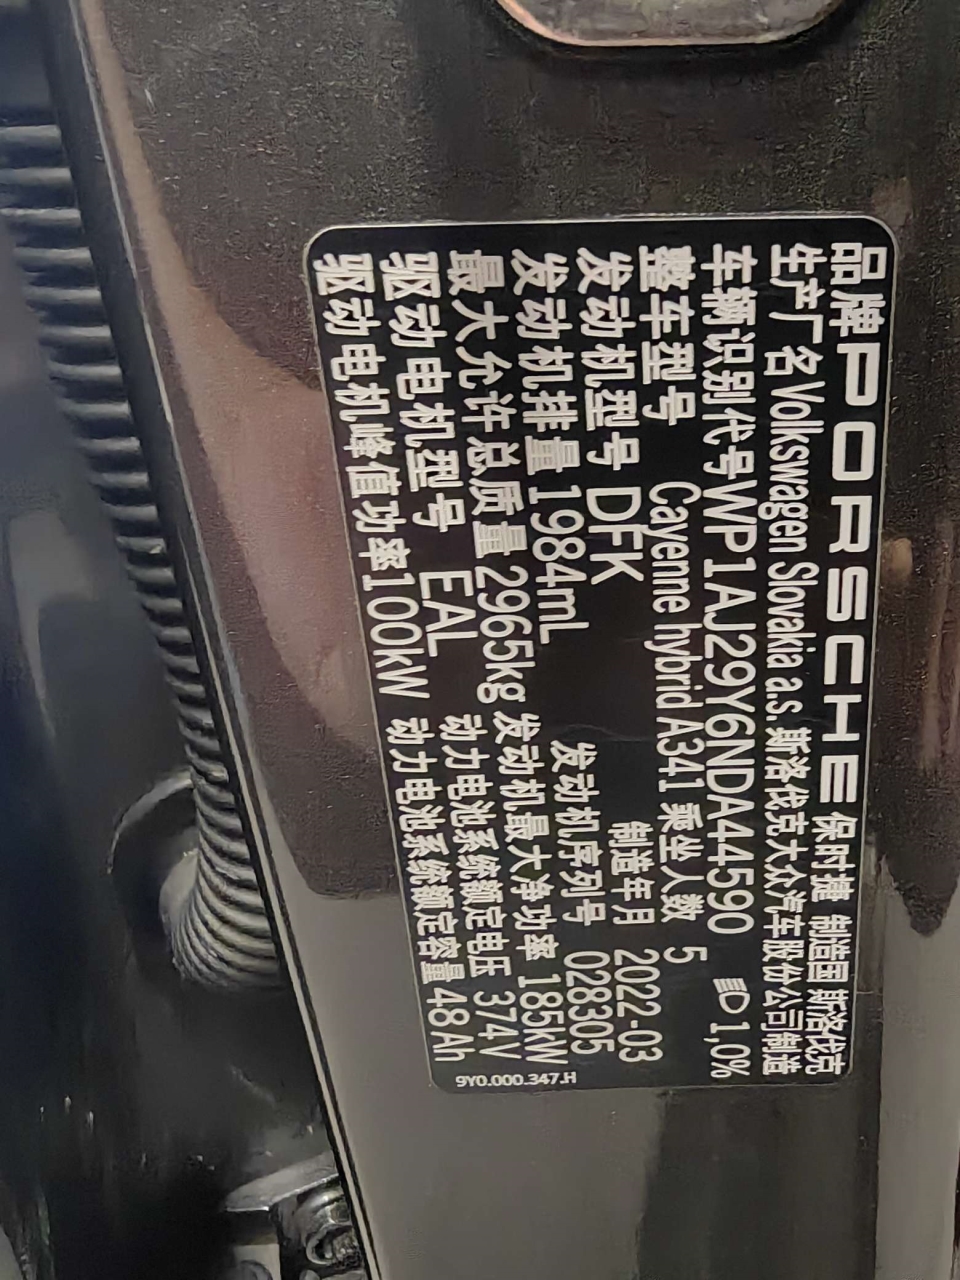 品牌 PORSCHE 保时捷 制造国 斯洛伐克
生产厂名 Volkswagen Slovakia a.s. 斯洛伐克大众汽车股份公司制造
车辆识别代号 WP1AJ29Y6NDA44590 1,0%
整车型号 Cayenne hybrid A341 乘坐人数 5
发动机型号 DFK 制造年月 2022-03
发动机排量 1984mL 发动机序列号 028305
最大允许总质量 2965kg 发动机最大净功率 185kW
驱动电机型号 EAL 动力电池系统额定电压 374V
驱动电机峰值功率 100kW 动力电池系统额定容量 48Ah
9Y0.000.347.H